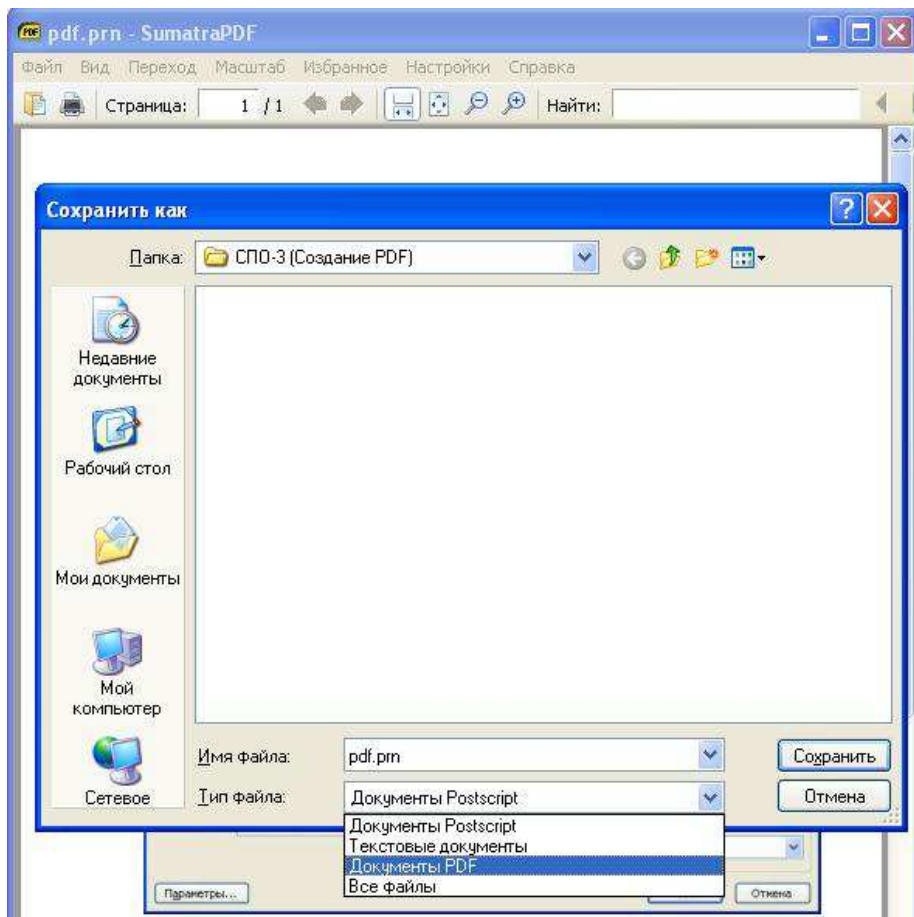 PDF pdf.prn - SumatraPDF
Файл Вид Переход Масштаб Избранное Настройки Справка
Страница: 1 / 1 Найти:
Сохранить как
Папка: СПО-3 (Создание PDF)
Недавние документы
Рабочий стол
Мои документы
Мой компьютер
Сетевое
Имя файла: pdf.prn Сохранить
Тип файла: Документы Postscript Отмена
Документы Postscript
Текстовые документы
Документы PDF
Все файлы
Параметры... Отмена